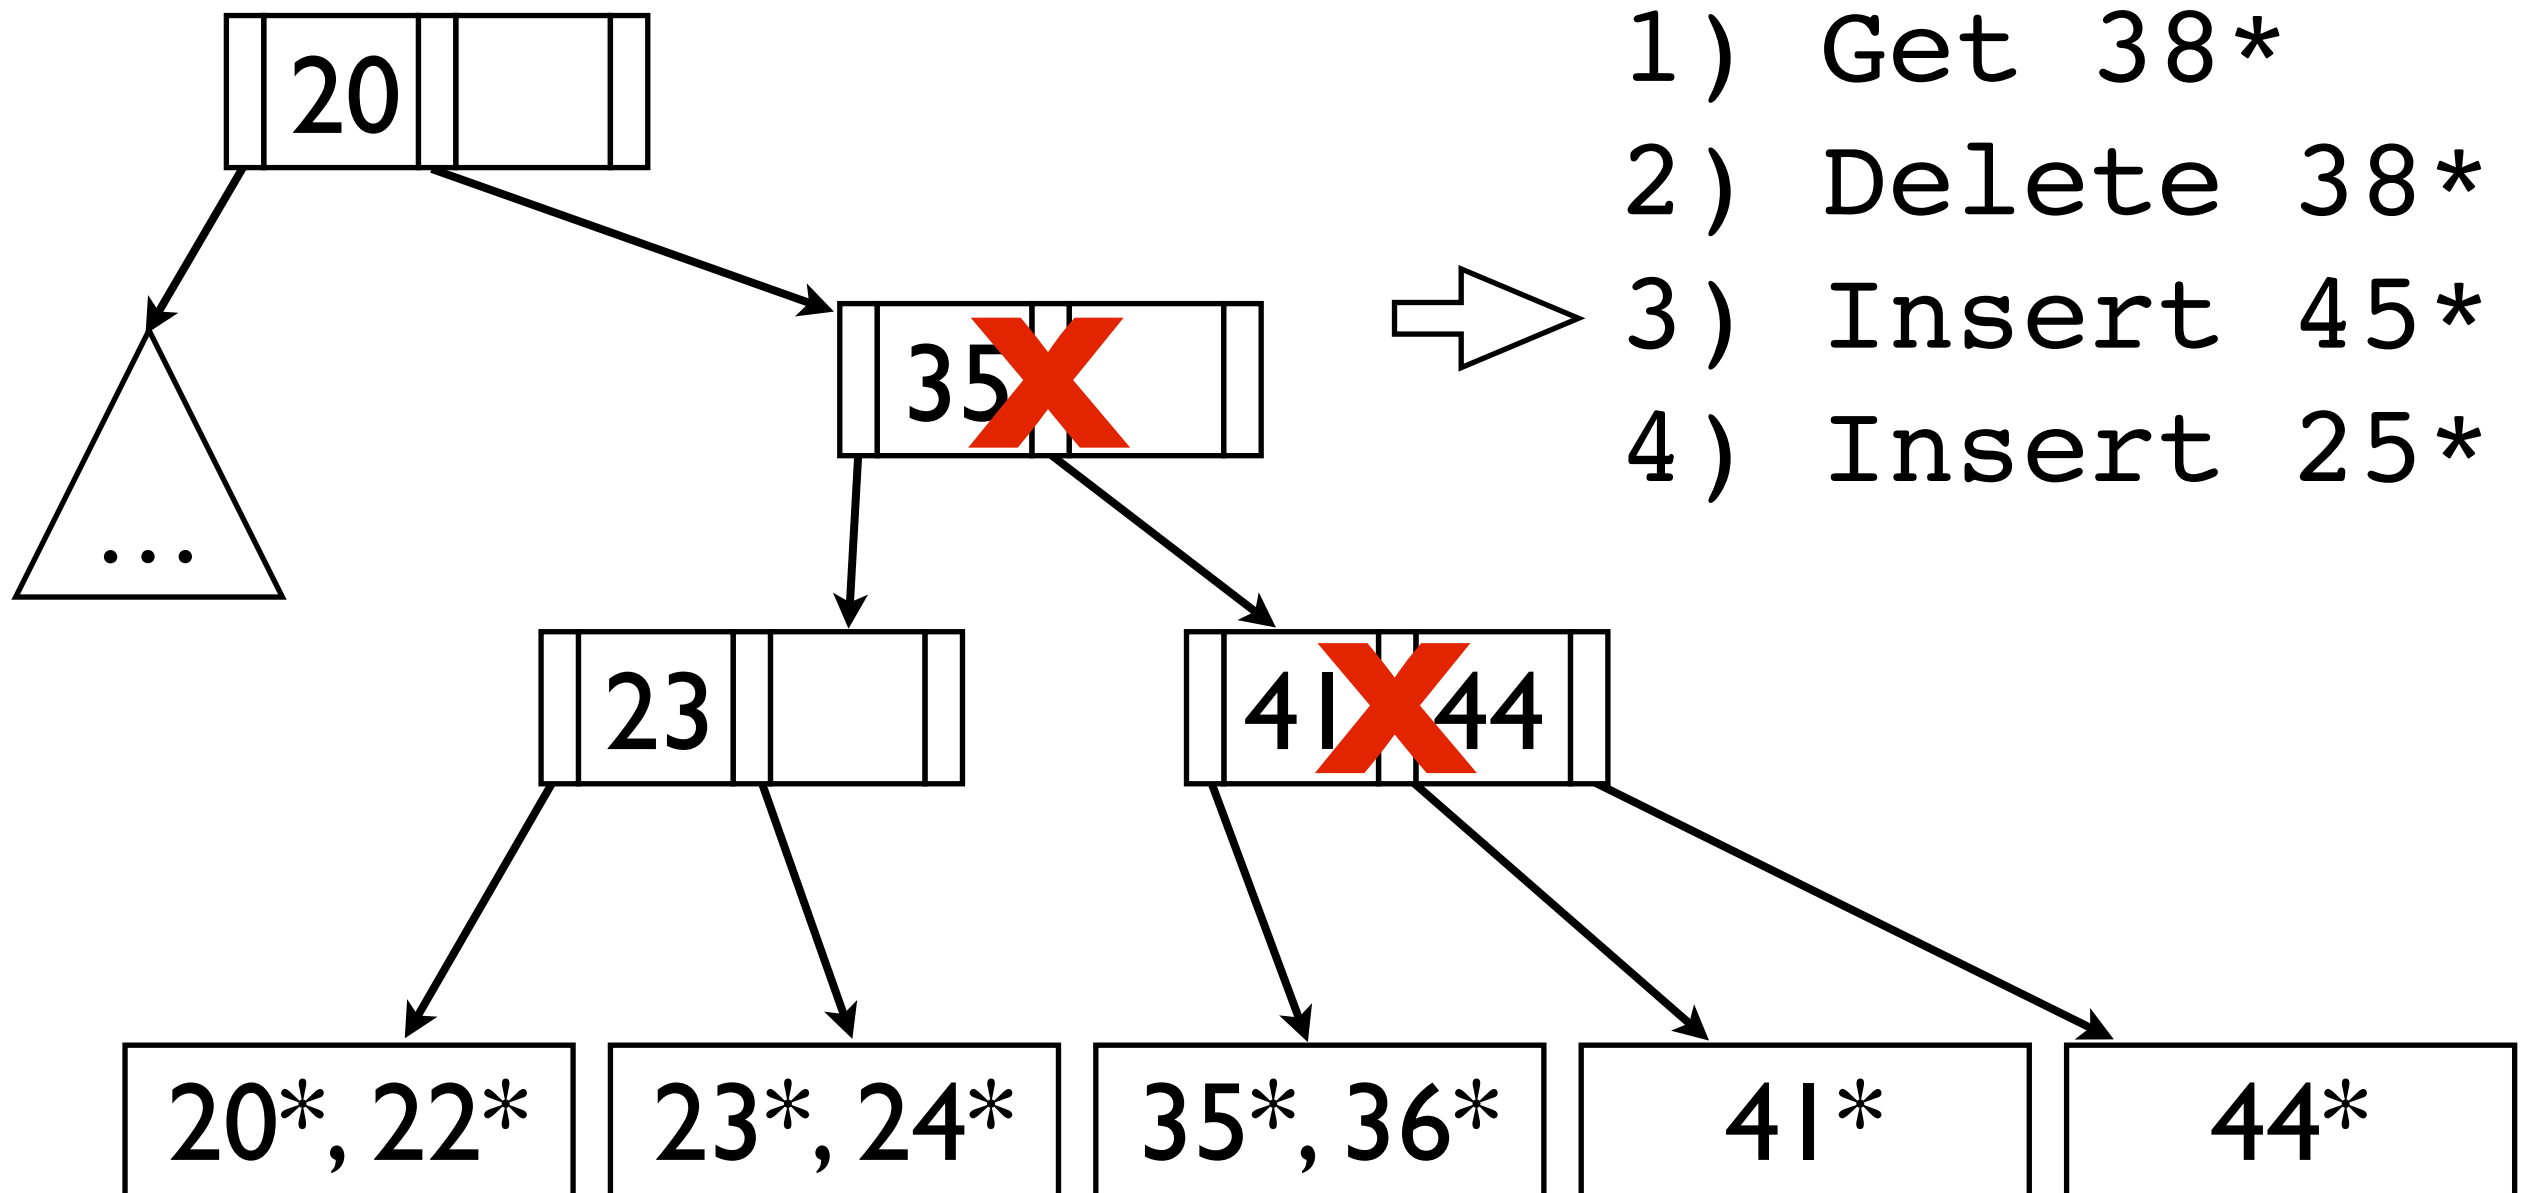 20
1) Get 38*
2) Delete 38*
3) Insert 45*
4) Insert 25*
35 X
...
23
41 X 44
20*, 22*
23*, 24*
35*, 36*
41*
44*